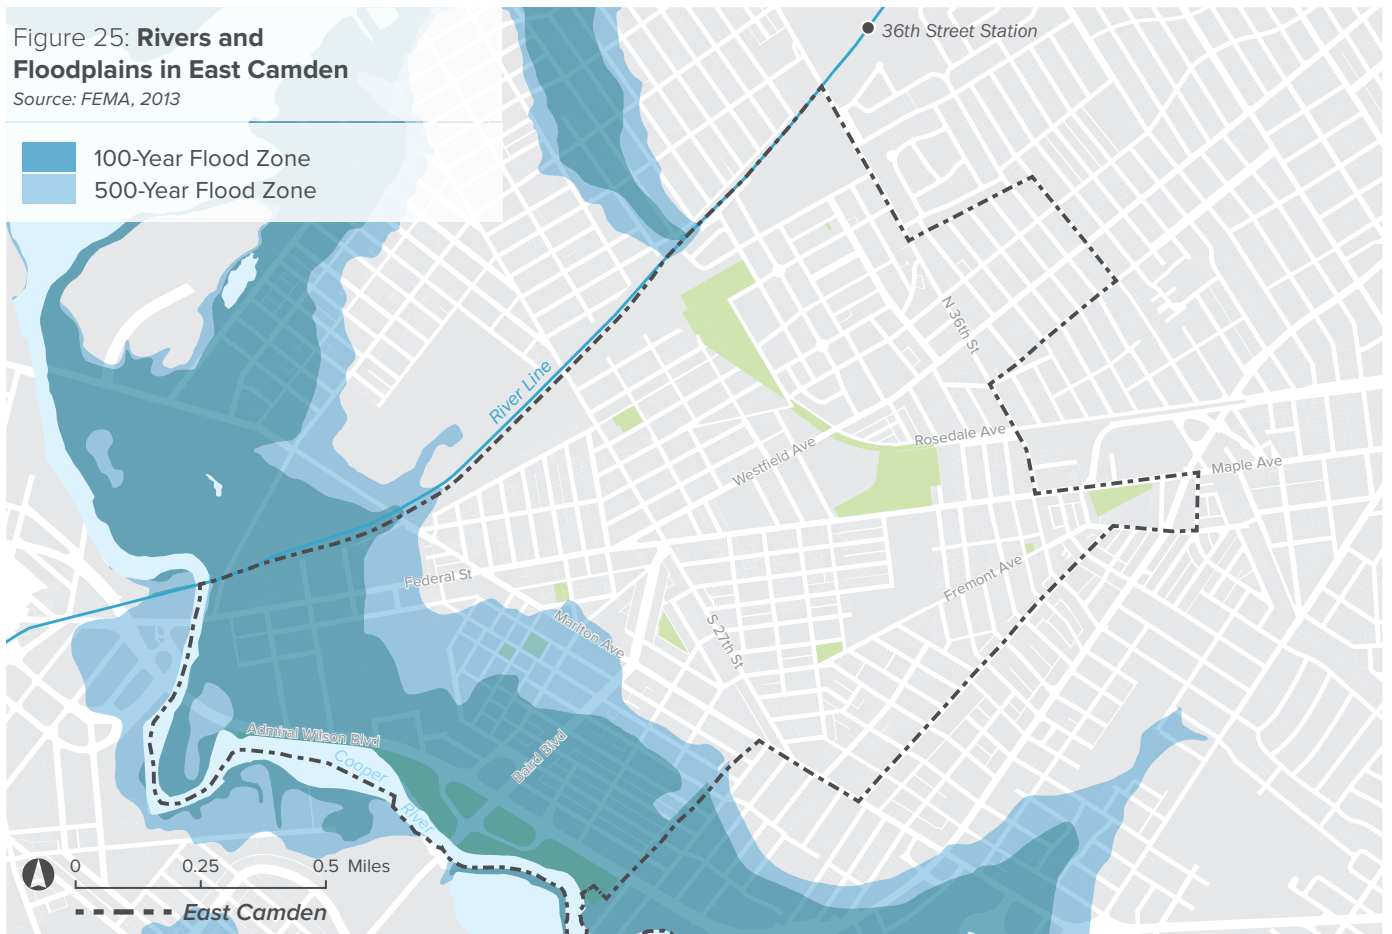 Figure 25: Rivers and
Floodplains in East Camden
Source: FEMA, 2013
100-Year Flood Zone
500-Year Flood Zone
36th Street Station
N 36th St
River Line
Rosedale Ave
Westfield Ave
Maple Ave
Federal St
Fremont Ave
Marlton Ave
S 27th St
Admiral Wilson Blvd
Baird Blvd
Cooper
River
0 0.25 0.5 Miles
East Camden